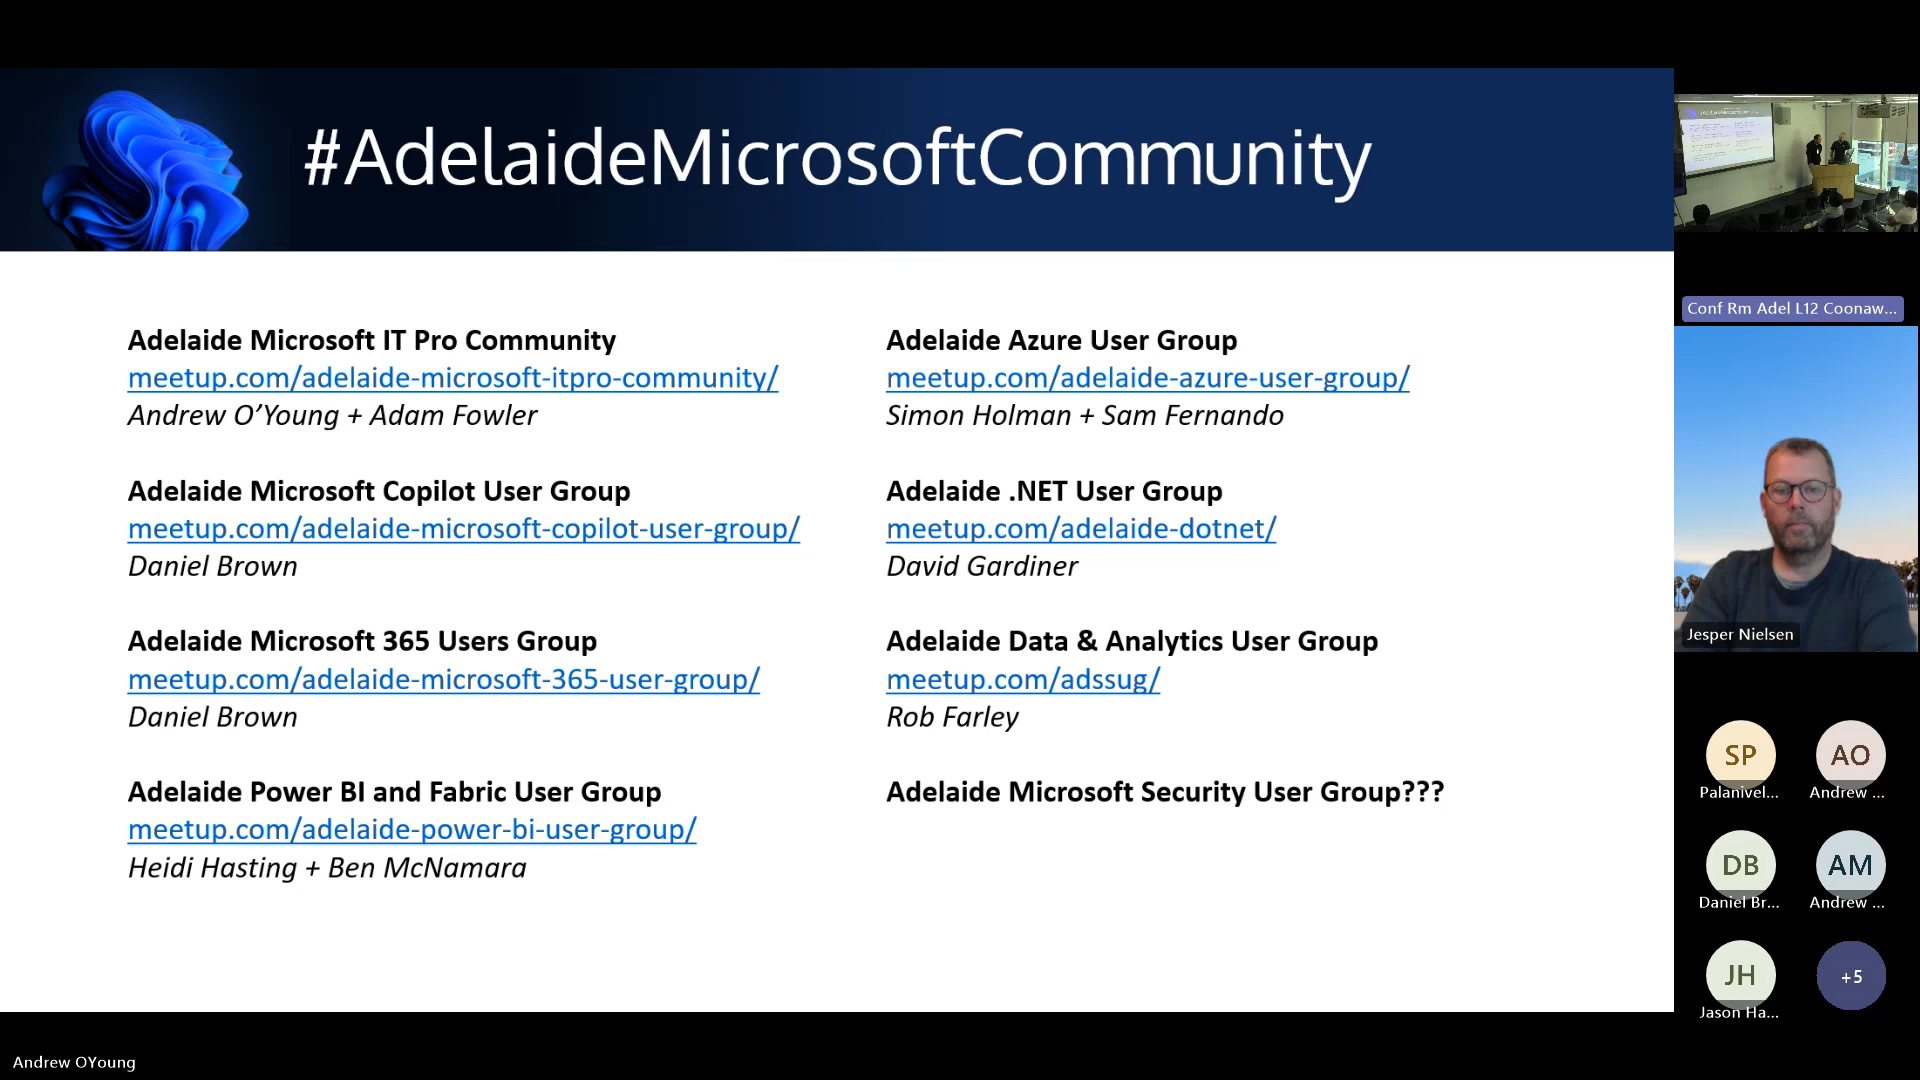 #AdelaideMicrosoftCommunity
Adelaide Microsoft IT Pro Community
meetup.com/adelaide-microsoft-itpro-community/
Andrew O’Young + Adam Fowler
Adelaide Microsoft Copilot User Group
meetup.com/adelaide-microsoft-copilot-user-group/
Daniel Brown
Adelaide Microsoft 365 Users Group
meetup.com/adelaide-microsoft-365-user-group/
Daniel Brown
Adelaide Power BI and Fabric User Group
meetup.com/adelaide-power-bi-user-group/
Heidi Hasting + Ben McNamara
Adelaide Azure User Group
meetup.com/adelaide-azure-user-group/
Simon Holman + Sam Fernando
Adelaide .NET User Group
meetup.com/adelaide-dotnet/
David Gardiner
Adelaide Data & Analytics User Group
meetup.com/adssug/
Rob Farley
Adelaide Microsoft Security User Group???
Conf Rm Adel L12 Coonaw...
Jesper Nielsen
SP
Palanivel...
AO
Andrew ...
DB
Daniel Br...
AM
Andrew ...
JH
Jason Ha...
+5
Andrew OYoung